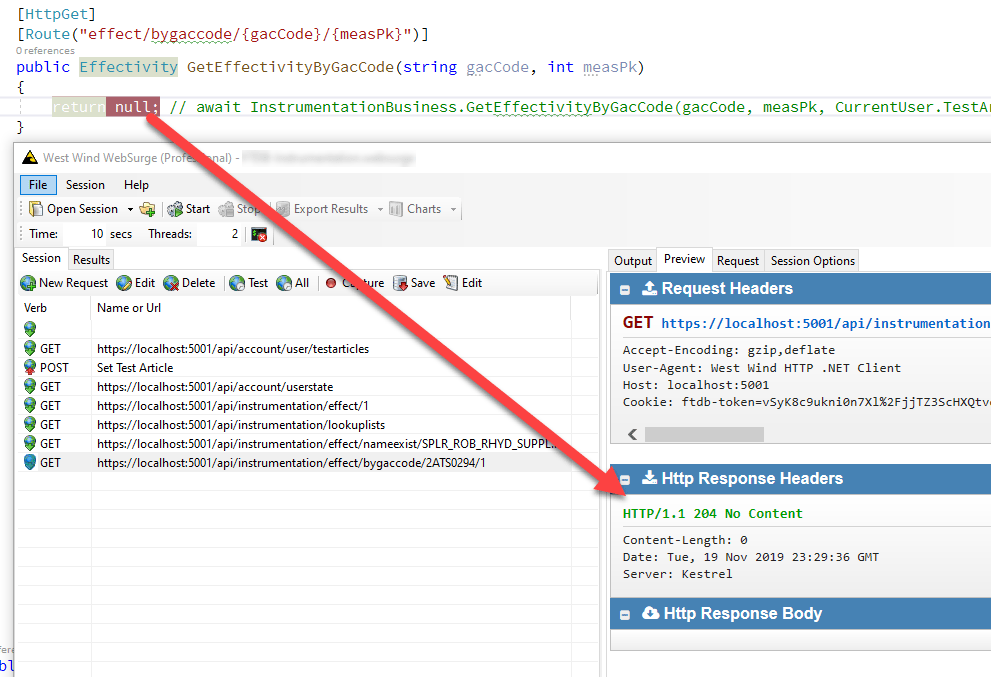 [HttpGet]
[Route("effect/bygaccode/{gacCode}/{measPk}")]
0 references
public Effectivity GetEffectivityByGacCode(string gacCode, int measPk)
{
return null; // await InstrumentationBusiness.GetEffectivityByGacCode(gacCode, measPk, CurrentUser.TestAr
}
West Wind WebSurge (Professional) -
File Session Help
Open Session Start Stop Export Results Charts
Time: 10 secs Threads: 2
Session Results
New Request Edit Delete Test All Capture Save Edit
Verb Name or Url
GET https://localhost:5001/api/account/user/testarticles
POST Set Test Article
GET https://localhost:5001/api/account/userstate
GET https://localhost:5001/api/instrumentation/effect/1
GET https://localhost:5001/api/instrumentation/lookuplists
GET https://localhost:5001/api/instrumentation/effect/nameexist/SPLR_ROB_RHYD_SUPPL...
GET https://localhost:5001/api/instrumentation/effect/bygaccode/2ATS0294/1
Output Preview Request Session Options
Request Headers
GET https://localhost:5001/api/instrumentation
Accept-Encoding: gzip,deflate
User-Agent: West Wind HTTP .NET Client
Host: localhost:5001
Cookie: ftdb-token=vSyK8c9ukni0n7Xl%2FjjTZ3ScHXQtv
Http Response Headers
HTTP/1.1 204 No Content
Content-Length: 0
Date: Tue, 19 Nov 2019 23:29:36 GMT
Server: Kestrel
Http Response Body